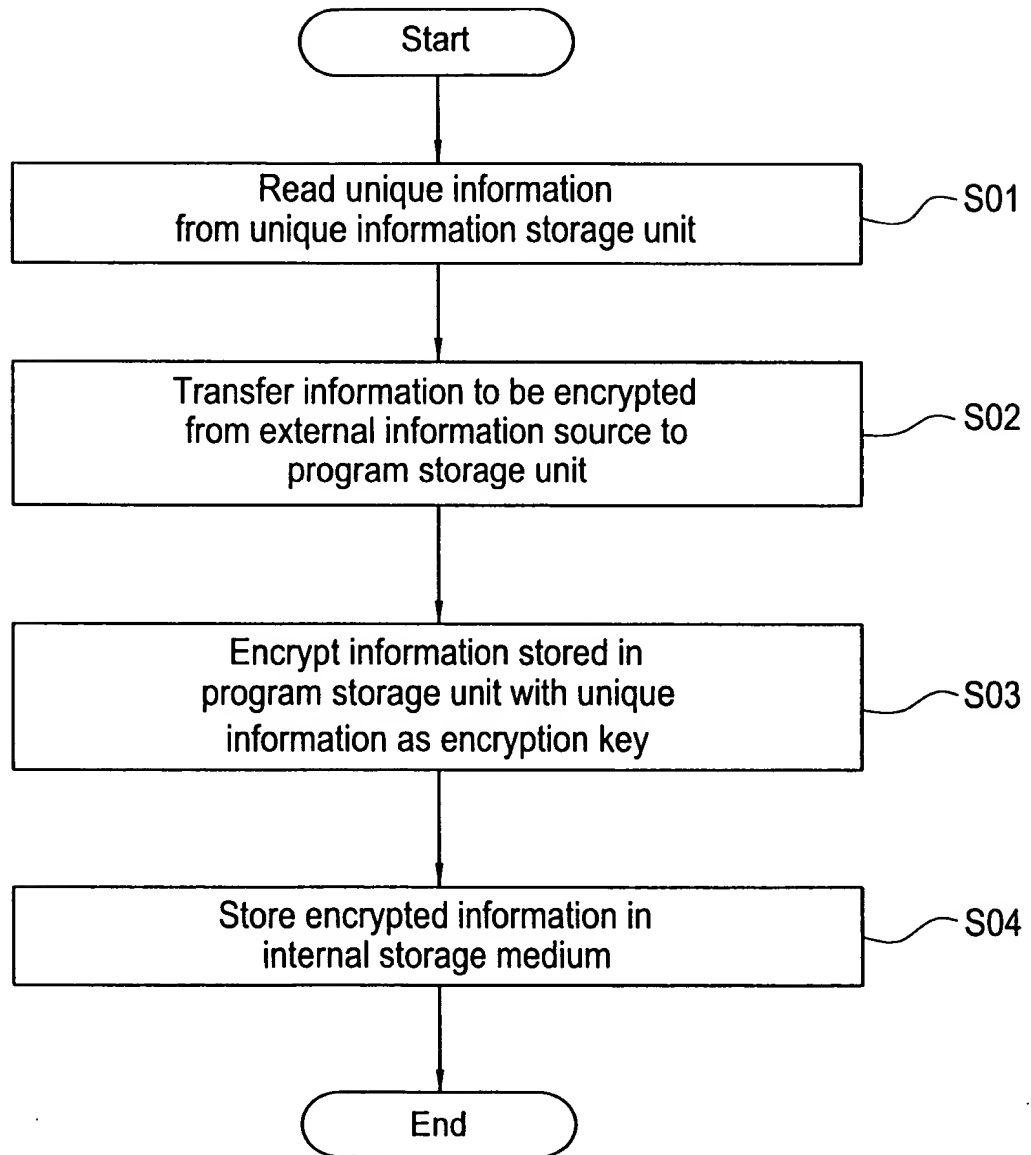 Start
Read unique information
from unique information storage unit
S01
Transfer information to be encrypted
from external information source to
program storage unit
S02
Encrypt information stored in
program storage unit with unique
information as encryption key
S03
Store encrypted information in
internal storage medium
S04
End